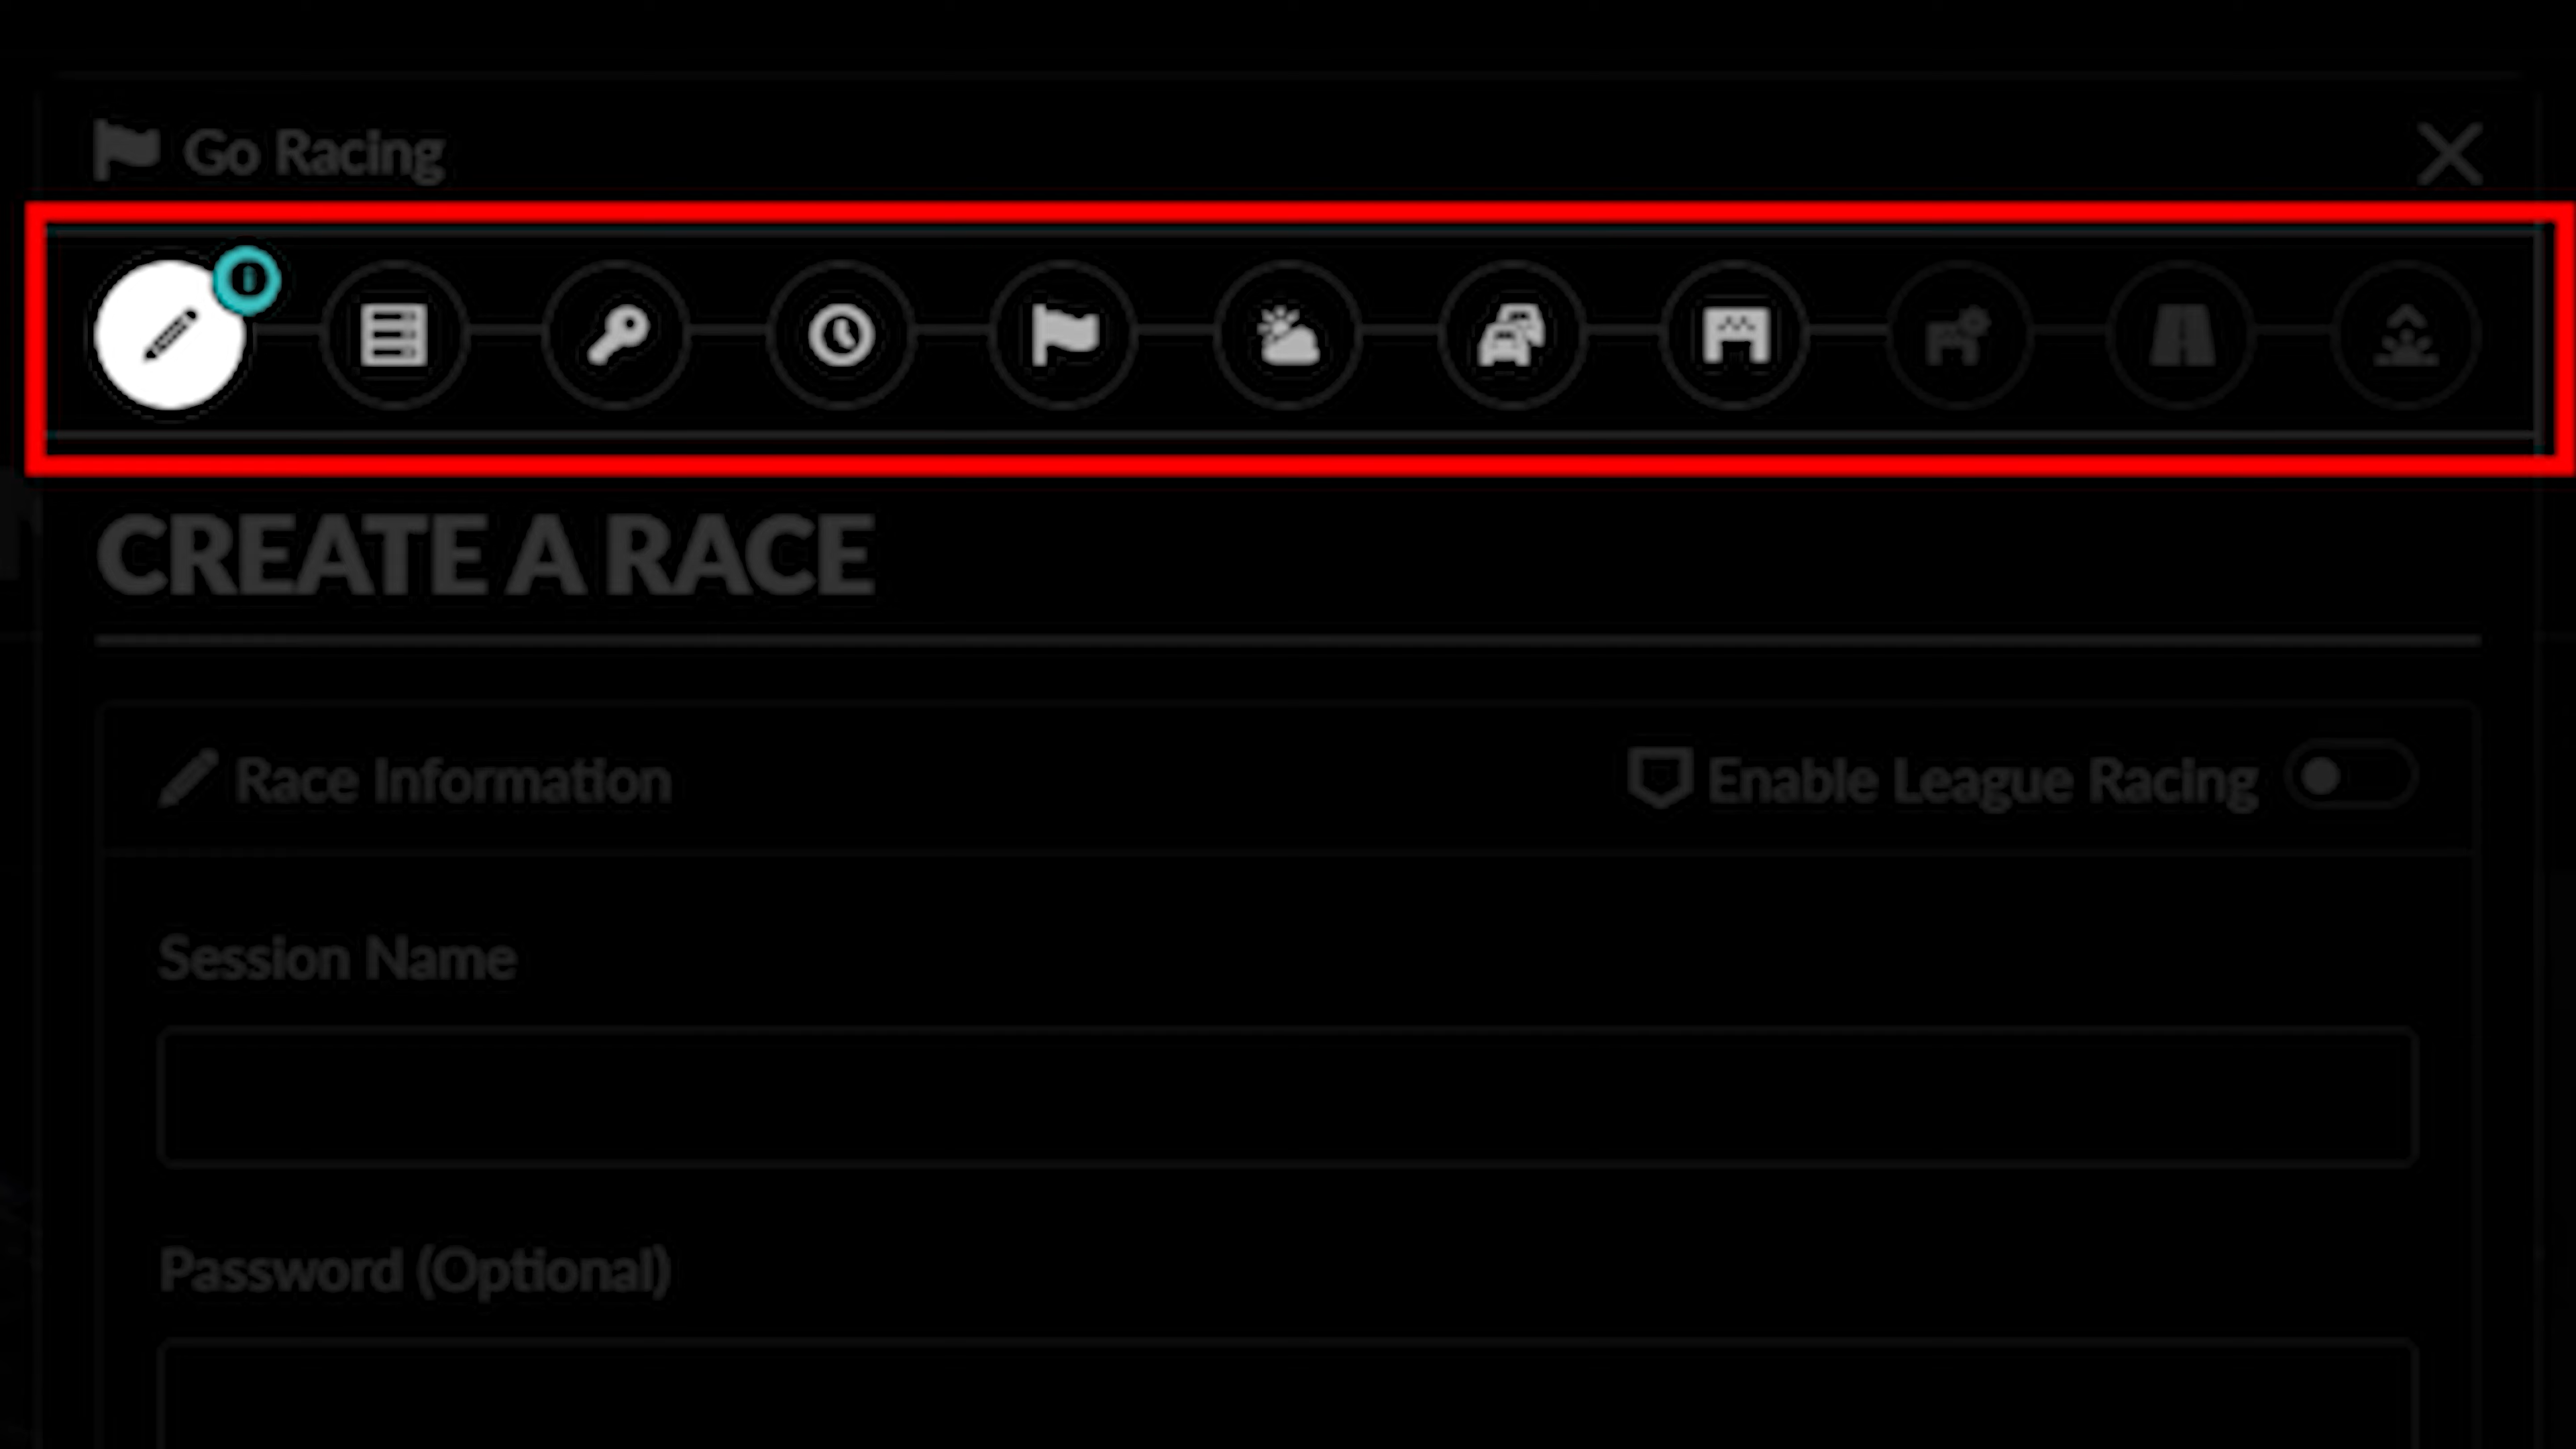 Go Racing
CREATE A RACE
Race Information
Enable League Racing
Session Name
Password (Optional)